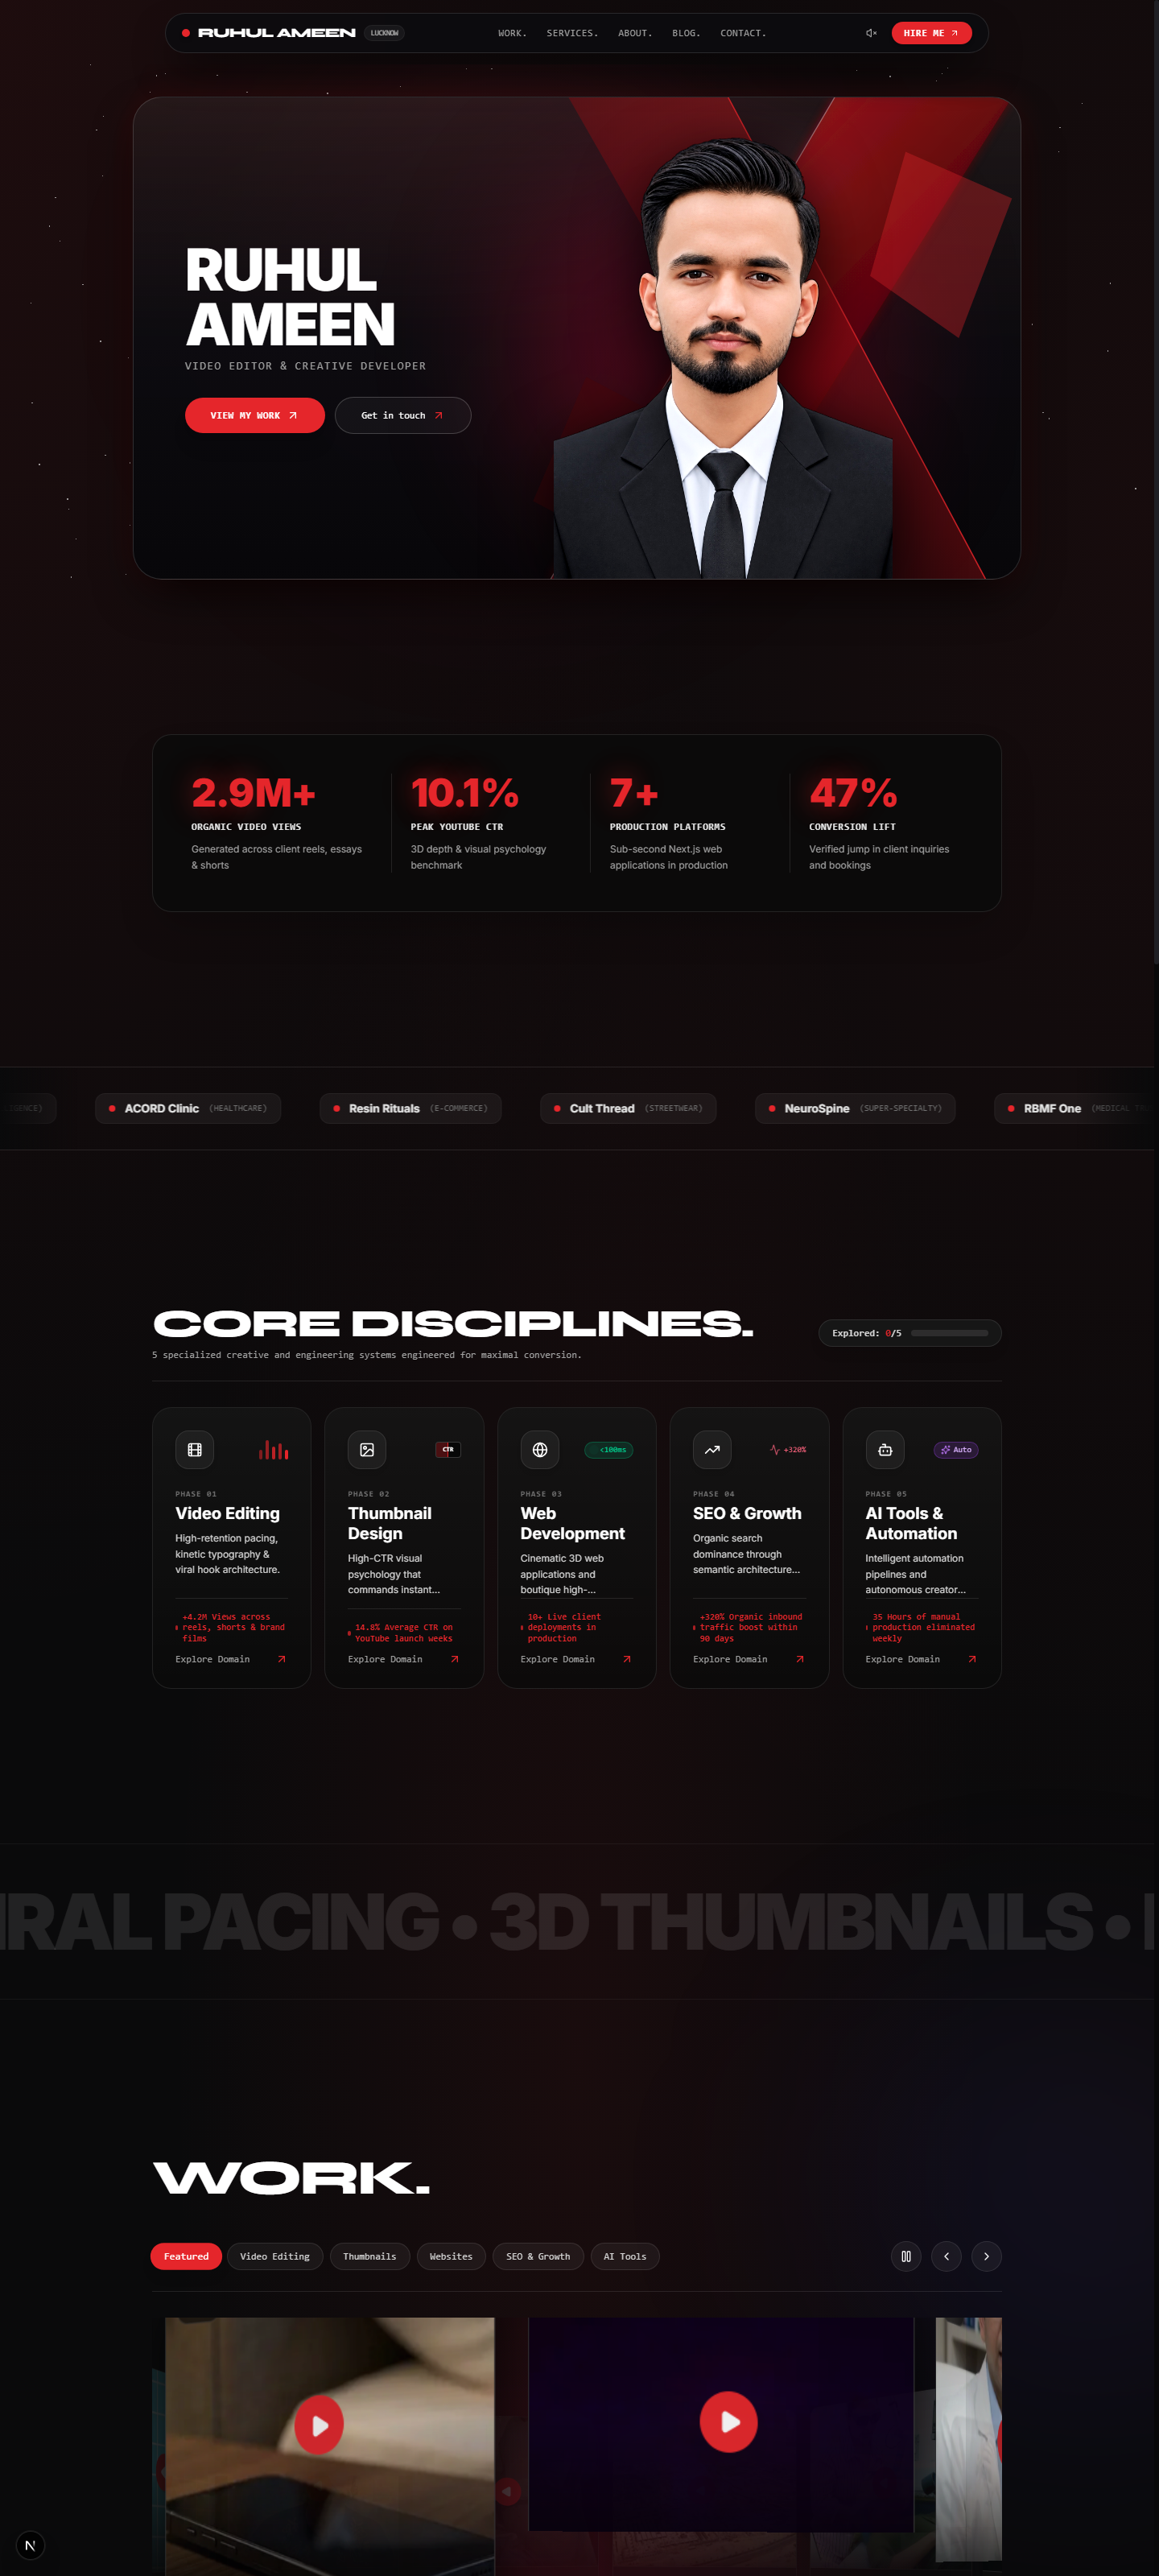 RUHUL AMEEN
LUCKNOW
WORK. SERVICES. ABOUT. BLOG. CONTACT.
HIRE ME
RUHUL
AMEEN
VIDEO EDITOR & CREATIVE DEVELOPER
VIEW MY WORK
Get in touch
2.9M+
ORGANIC VIDEO VIEWS
Generated across client reels, essays
& shorts
10.1%
PEAK YOUTUBE CTR
3D depth & visual psychology
benchmark
7+
PRODUCTION PLATFORMS
Sub-second Next.js web
applications in production
47%
CONVERSION LIFT
Verified jump in client inquiries
and bookings
ACORD Clinic (HEALTHCARE)
Resin Rituals (E-COMMERCE)
Cult Thread (STREETWEAR)
NeuroSpine (SUPER-SPECIALTY)
RBMF One (MEDICAL
CORE DISCIPLINES.
5 specialized creative and engineering systems engineered for maximal conversion.
Explored: 0/5
PHASE 01
Video Editing
High-retention pacing,
kinetic typography &
viral hook architecture.
+4.2M Views across
reels, shorts & brand
films
Explore Domain
CTR
PHASE 02
Thumbnail
Design
High-CTR visual
psychology that
commands instant...
14.8% Average CTR on
YouTube launch weeks
Explore Domain
<100ms
PHASE 03
Web
Development
Cinematic 3D web
applications and
boutique high-...
10+ Live client
deployments in
production
Explore Domain
+320%
PHASE 04
SEO & Growth
Organic search
dominance through
semantic architecture...
+320% Organic inbound
traffic boost within
90 days
Explore Domain
Auto
PHASE 05
AI Tools &
Automation
Intelligent automation
pipelines and
autonomous creator...
35 Hours of manual
production eliminated
weekly
Explore Domain
IRAL PACING • 3D THUMBNAILS •
WORK.
Featured
Video Editing
Thumbnails
Websites
SEO & Growth
AI Tools
N